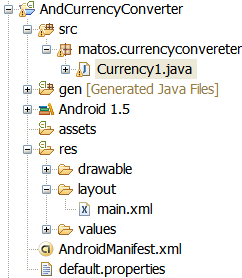 AndCurrencyConverter
src
matos.currencyconvereter
Currency1.java
gen [Generated Java Files]
Android 1.5
assets
res
drawable
layout
main.xml
values
AndroidManifest.xml
default.properties